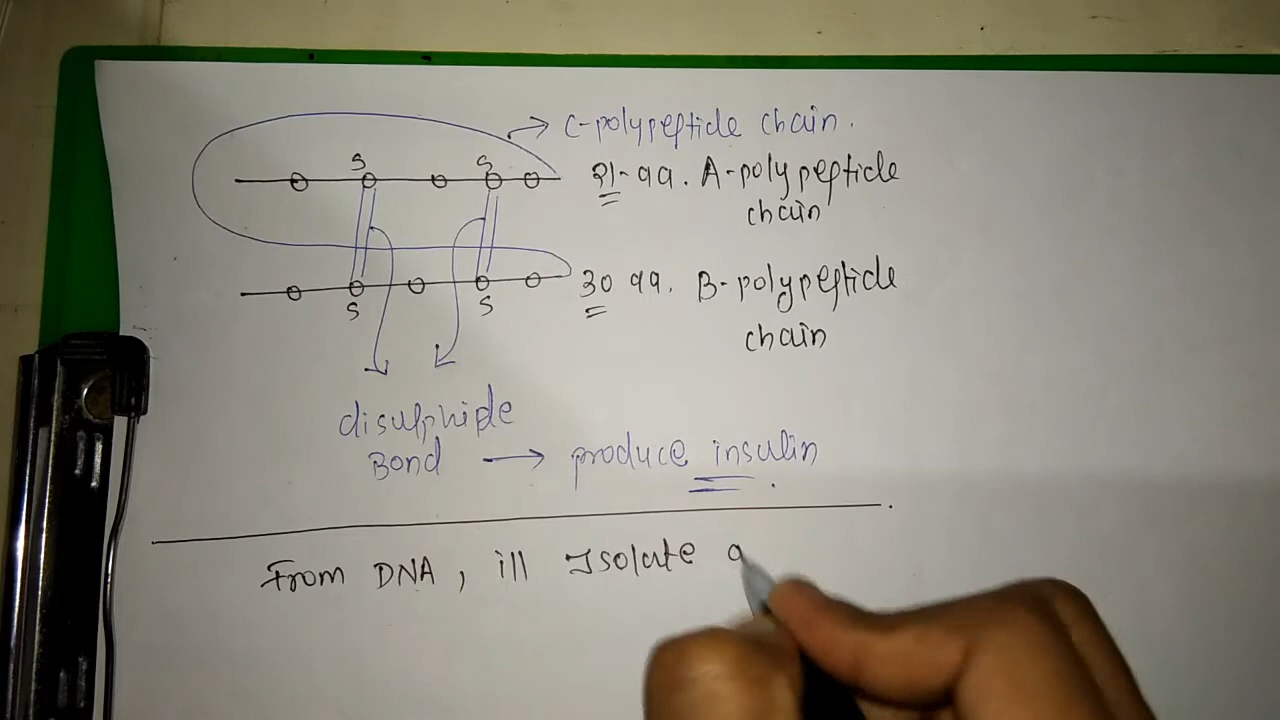 C-polypeptide chain.
S S 21-aa. A-polypeptide
chain
30 aa. B-polypeptide
S S
chain
disulphide
Bond → produce insulin.
From DNA, ill Isolate a